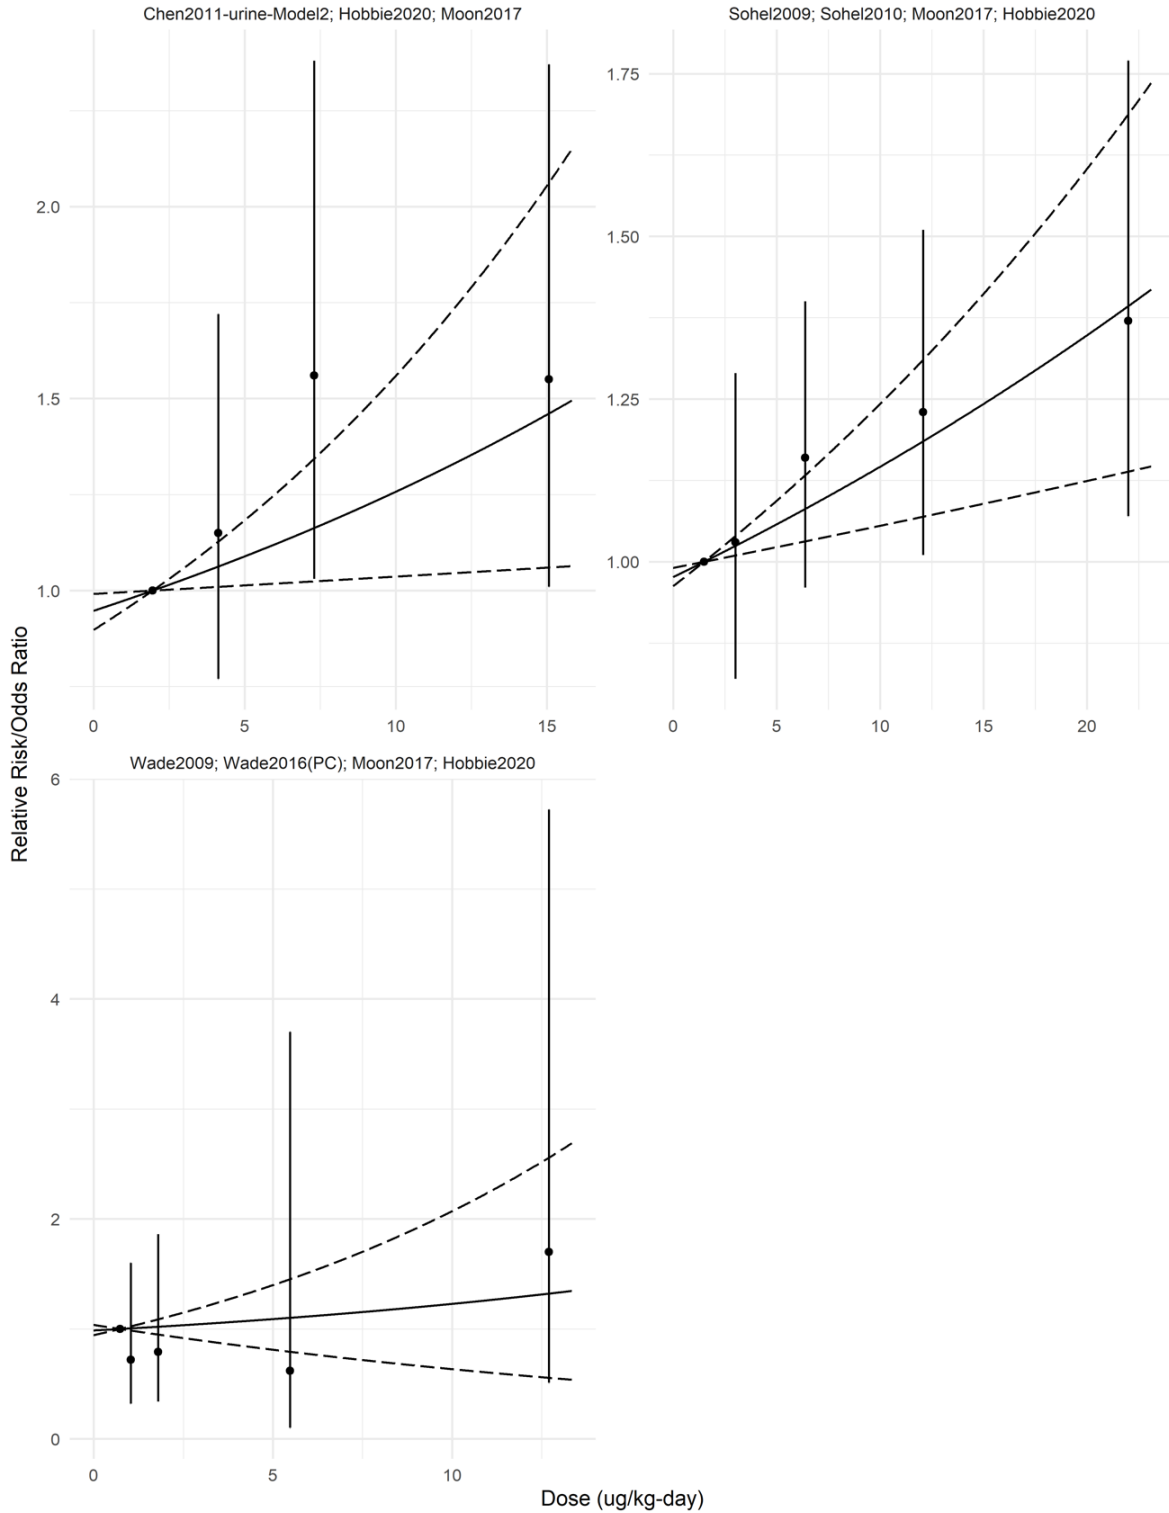 Chen2011-urine-Model2; Hobbie2020; Moon2017
2.0
1.5
1.0
0 5 10 15
Sohel2009; Sohel2010; Moon2017; Hobbie2020
1.75
1.50
1.25
1.00
0 5 10 15 20
Wade2009; Wade2016(PC); Moon2017; Hobbie2020
6
4
2
0
0 5 10
Relative Risk/Odds Ratio
Dose (ug/kg-day)